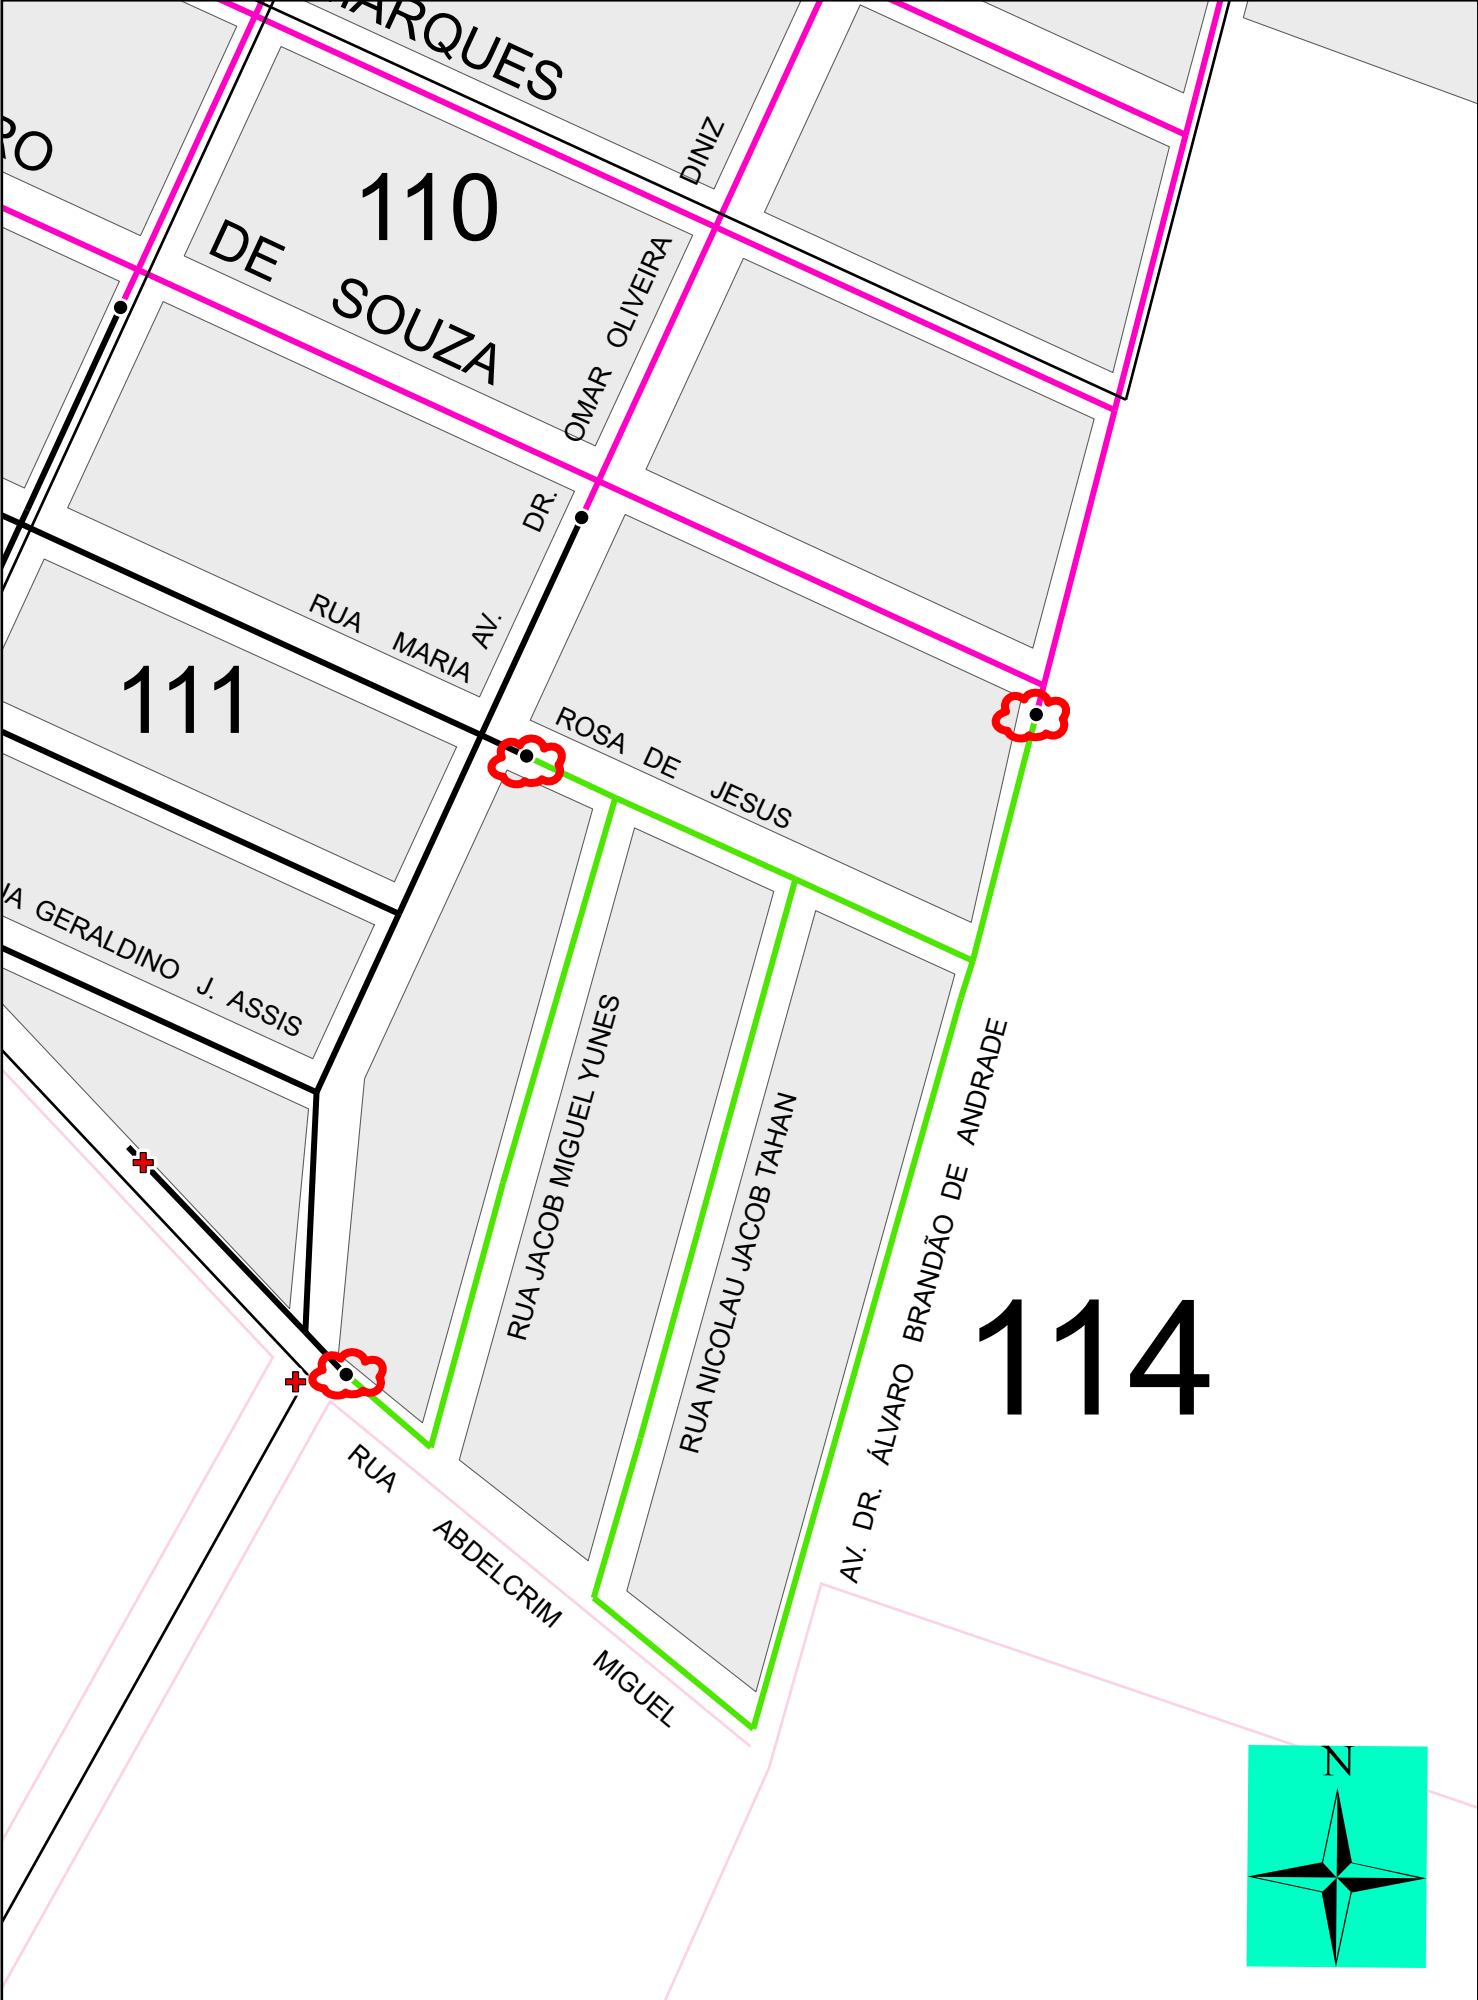 MARQUES
RO
110
DE SOUZA
AV. DR. OMAR OLIVEIRA DINIZ
RUA MARIA ROSA DE JESUS
111
GERALDINO J. ASSIS
RUA JACOB MIGUEL YUNES
RUA NICOLAU JACOB TAHAN
AV. DR. ÁLVARO BRANDÃO DE ANDRADE
114
RUA ABDELCRIM MIGUEL
N